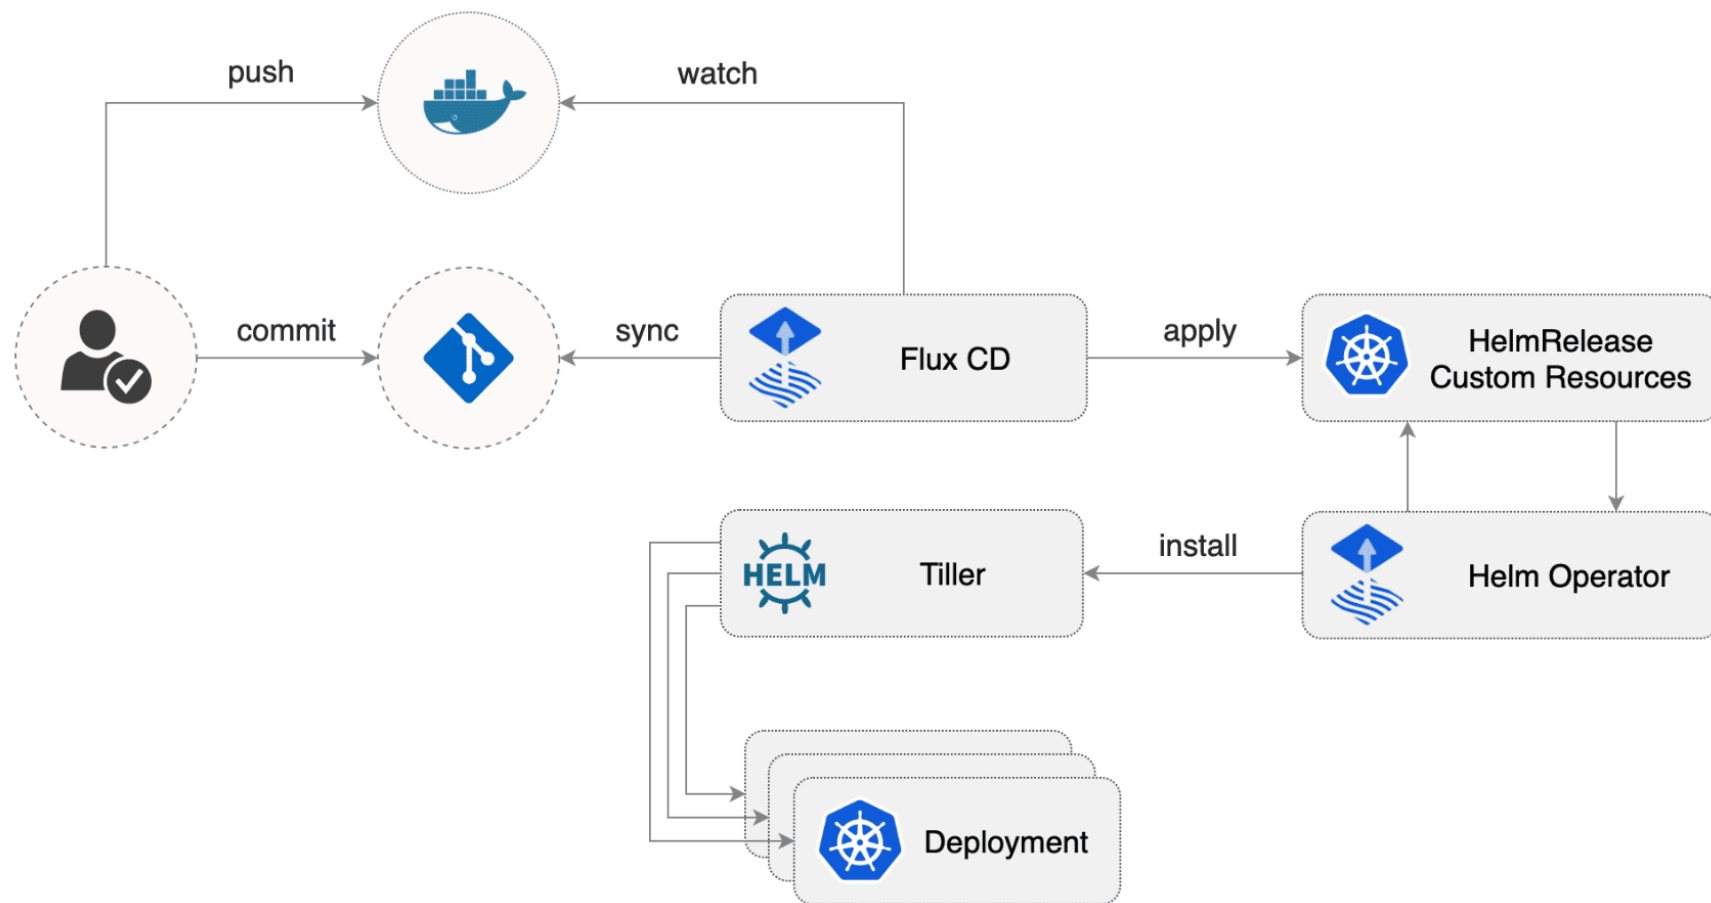 push
watch
commit
sync
Flux CD
apply
HelmRelease
Custom Resources
HELM
Tiller
install
Helm Operator
Deployment